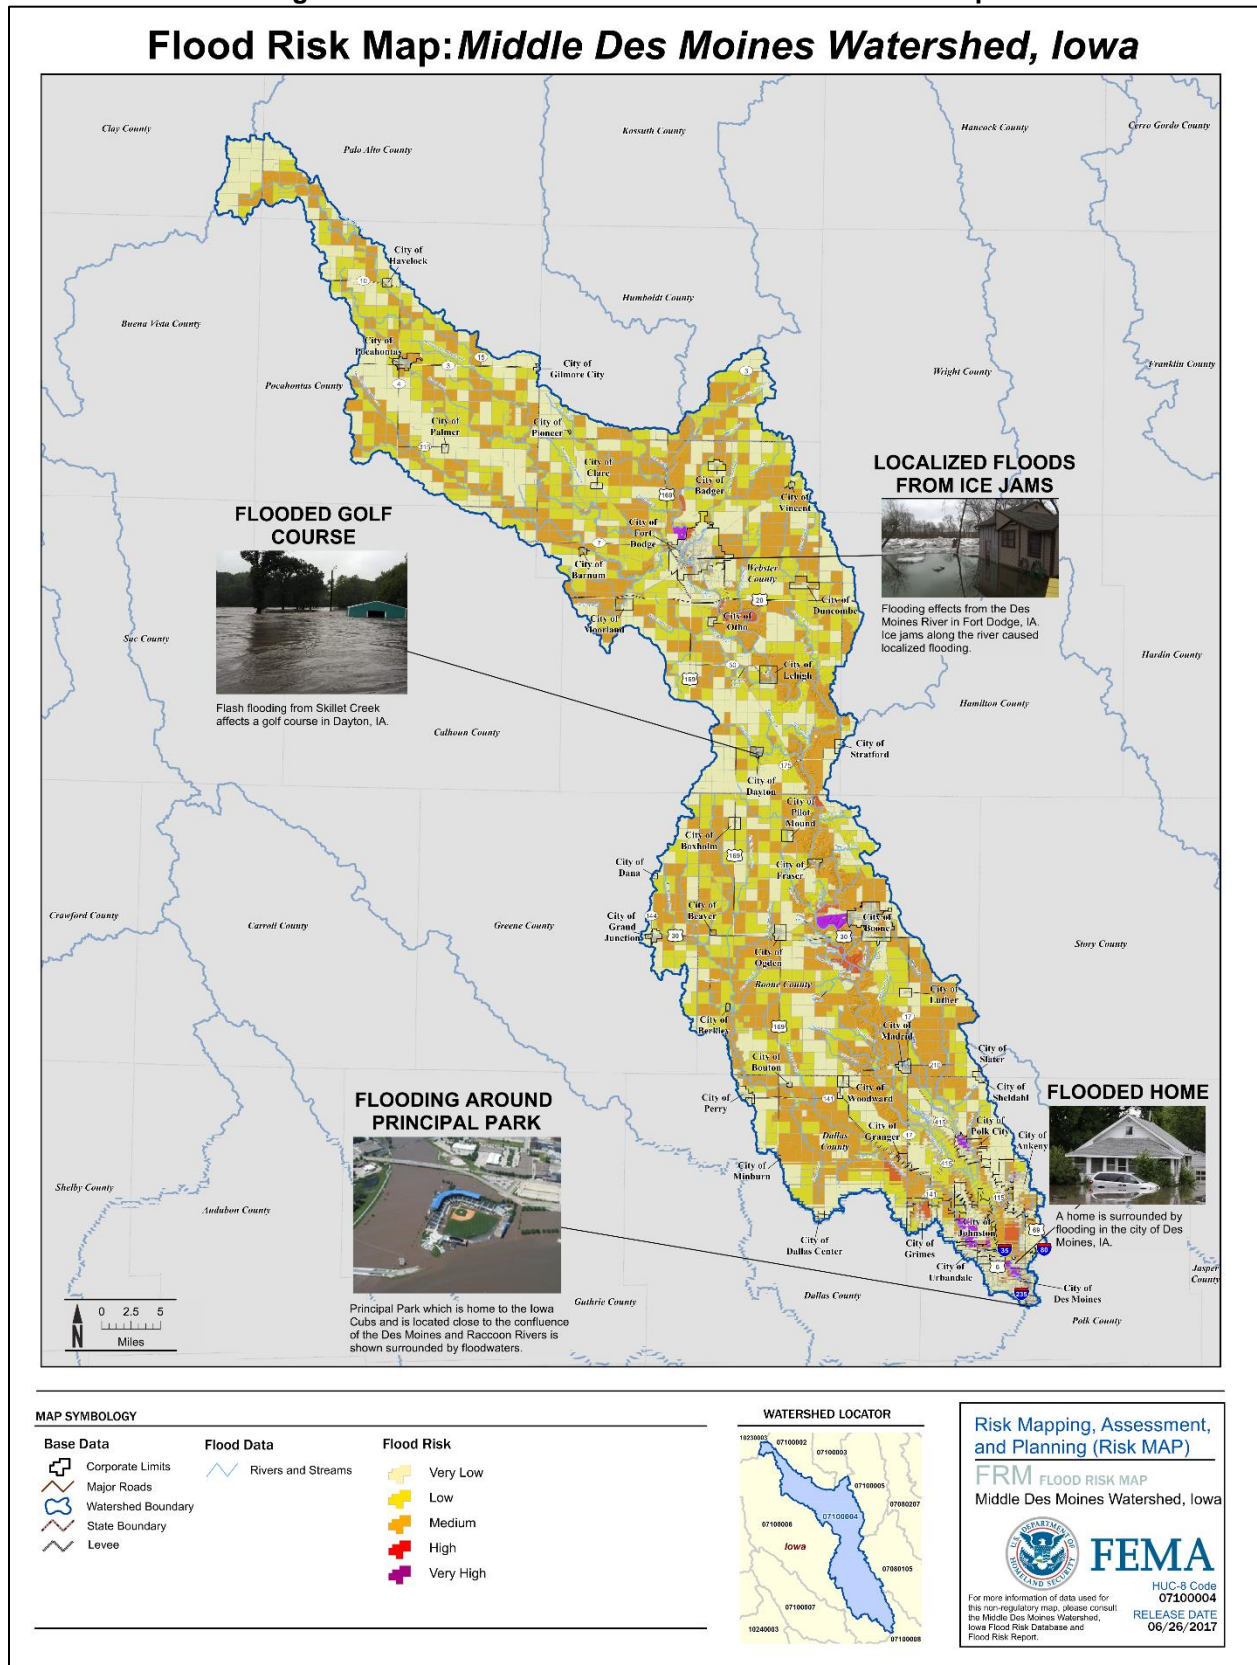 Flood Risk Map: Middle Des Moines Watershed, Iowa
Clay County
Palo Alto County
Kossuth County
Hancock County
Cerro Gordo County
City of
Havelock
Humboldt County
Buena Vista County
City of
Pocahontas
City of
Gilmore City
Wright County
Franklin County
Pocahontas County
City of
Palmer
City of
Pioneer
City of
Clare
City of
Badger
City of
Vincent
LOCALIZED FLOODS
FROM ICE JAMS
FLOODED GOLF
COURSE
City of
Fort
Dodge
City of
Barnum
Webster
County
City of
Duncombe
City of
Moorland
City of
Otho
Flooding effects from the Des
Moines River in Fort Dodge, IA.
Ice jams along the river caused
localized flooding.
Sac County
Hardin County
City of
Lehigh
Flash flooding from Skillet Creek
affects a golf course in Dayton, IA.
Hamilton County
Calhoun County
City of
Stratford
City of
Dayton
City of
Pilot
Mound
City of
Boxholm
City of
Dana
City of
Fraser
Crawford County
Carroll County
Greene County
City of
Grand
Junction
City of
Beaver
City of
Boone
Story County
City of
Ogden
Boone County
City of
Luther
City of
Berkley
City of
Madrid
City of
Slater
City of
Bouton
City of
Sheldahl
City of
Perry
City of
Woodward
FLOODING AROUND
PRINCIPAL PARK
FLOODED HOME
City of
Granger
City of
Polk City
City of
Ankeny
Dallas
County
City of
Minburn
Shelby County
Audubon County
City of
Dallas Center
City of
Grimes
City of
Johnston
City of
Urbandale
A home is surrounded by
flooding in the city of Des
Moines, IA.
City of
Des Moines
Jasper
County
Guthrie County
Dallas County
Polk County
Principal Park which is home to the Iowa
Cubs and is located close to the confluence
of the Des Moines and Raccoon Rivers is
shown surrounded by floodwaters.
0 2.5 5
Miles
N
MAP SYMBOLOGY
Base Data
Corporate Limits
Major Roads
Watershed Boundary
State Boundary
Levee
Flood Data
Rivers and Streams
Flood Risk
Very Low
Low
Medium
High
Very High
WATERSHED LOCATOR
10230003
07100002
07100003
07100005
07080207
07100004
07100006
Iowa
07080105
07100007
10240003
07100008
Risk Mapping, Assessment,
and Planning (Risk MAP)
FRM FLOOD RISK MAP
Middle Des Moines Watershed, Iowa
U.S. DEPARTMENT OF HOMELAND SECURITY
FEMA
HUC-8 Code
07100004
RELEASE DATE
06/26/2017
For more information of data used for
this non-regulatory map, please consult
the Middle Des Moines Watershed,
Iowa Flood Risk Database and
Flood Risk Report.